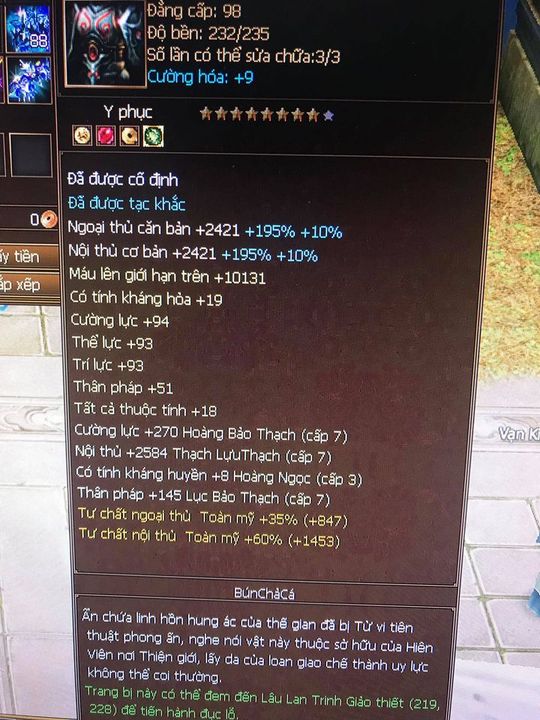 Đẳng cấp: 98
88
Độ bền: 232/235
Số lần có thể sửa chữa:3/3
Cường hóa: +9
Y phục
Đã được cố định
Đã được tạc khắc
0
Ngoại thủ căn bản +2421 +195% +10%
Nội thủ cơ bản +2421 +195% +10%
ấy tiền
Máu lên giới hạn trên +10131
ắp xếp
Có tính kháng hỏa +19
Cường lực +94
Thể lực +93
Trí lực +93
Thân pháp +51
Tất cả thuộc tính +18
Cường lực +270 Hoàng Bảo Thạch (cấp 7)
Vạn K
Nội thủ +2584 Thạch LựuThạch (cấp 7)
Có tính kháng huyền +8 Hoàng Ngọc (cấp 3)
Thân pháp +145 Lục Bảo Thạch (cấp 7)
Tư chất ngoại thủ Toàn mỹ +35% (+847)
Tư chất nội thủ Toàn mỹ +60% (+1453)
BúnChảCá
Ẩn chứa linh hồn hung ác của thế gian đã bị Tử vi tiên
thuật phong ấn, nghe nói vật này thuộc sở hữu của Hiên
Viên nơi Thiện giới, lấy da của loan giao chế thành uy lực
không thể coi thường.
Trang bị này có thể đem đến Lâu Lan Trinh Giảo thiết (219,
228) để tiến hành đục lỗ.